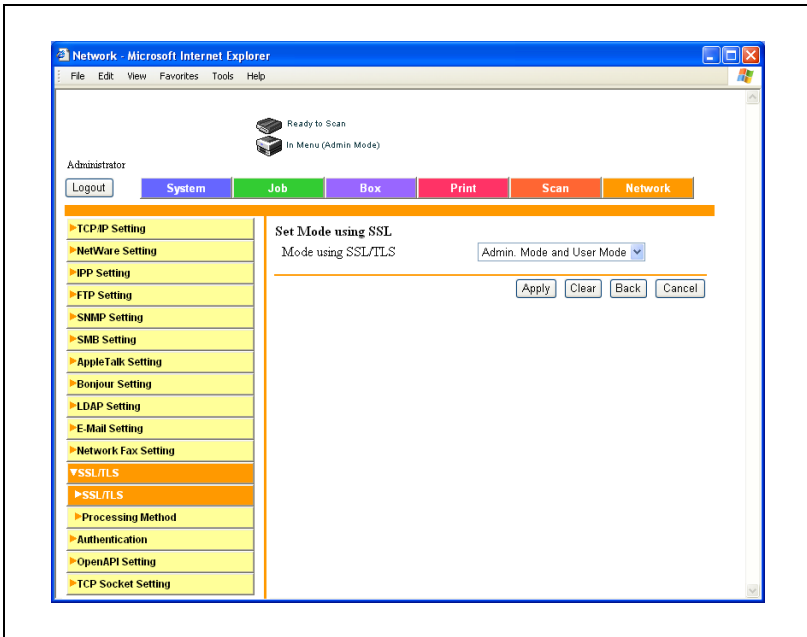 Network - Microsoft Internet Explorer
File Edit View Favorites Tools Help
Ready to Scan
In Menu (Admin Mode)
Administrator
Logout System Job Box Print Scan Network
TCP/IP Setting
NetWare Setting
IPP Setting
FTP Setting
SNMP Setting
SMB Setting
AppleTalk Setting
Bonjour Setting
LDAP Setting
E-Mail Setting
Network Fax Setting
SSL/TLS
SSL/TLS
Processing Method
Authentication
OpenAPI Setting
TCP Socket Setting
Set Mode using SSL
Mode using SSL/TLS Admin. Mode and User Mode
Apply Clear Back Cancel